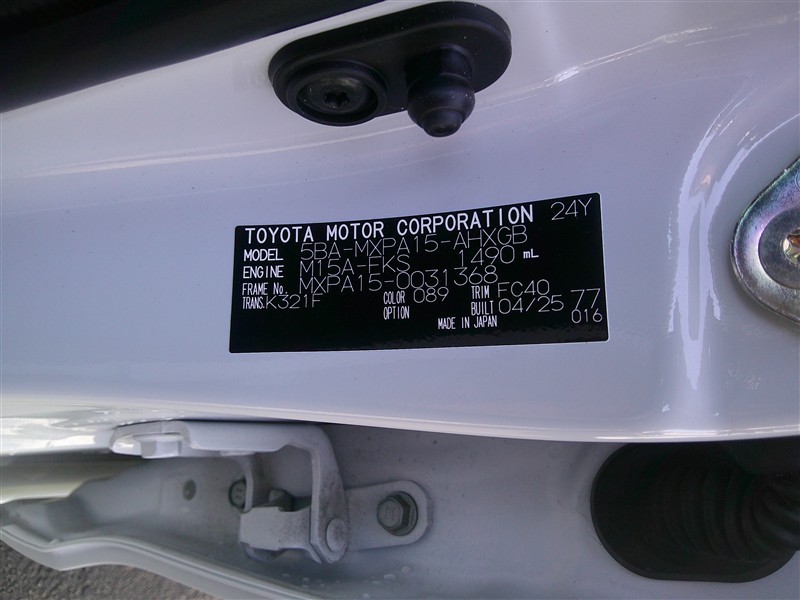 TOYOTA MOTOR CORPORATION 24Y
MODEL 5BA-MXPA15-AHXGB
ENGINE M15A-FKS 1490 mL
FRAME No. MXPA15-0031368
TRANS. K321F COLOR 089 TRIM FC40
OPTION BUILT 04/25 77
MADE IN JAPAN 016